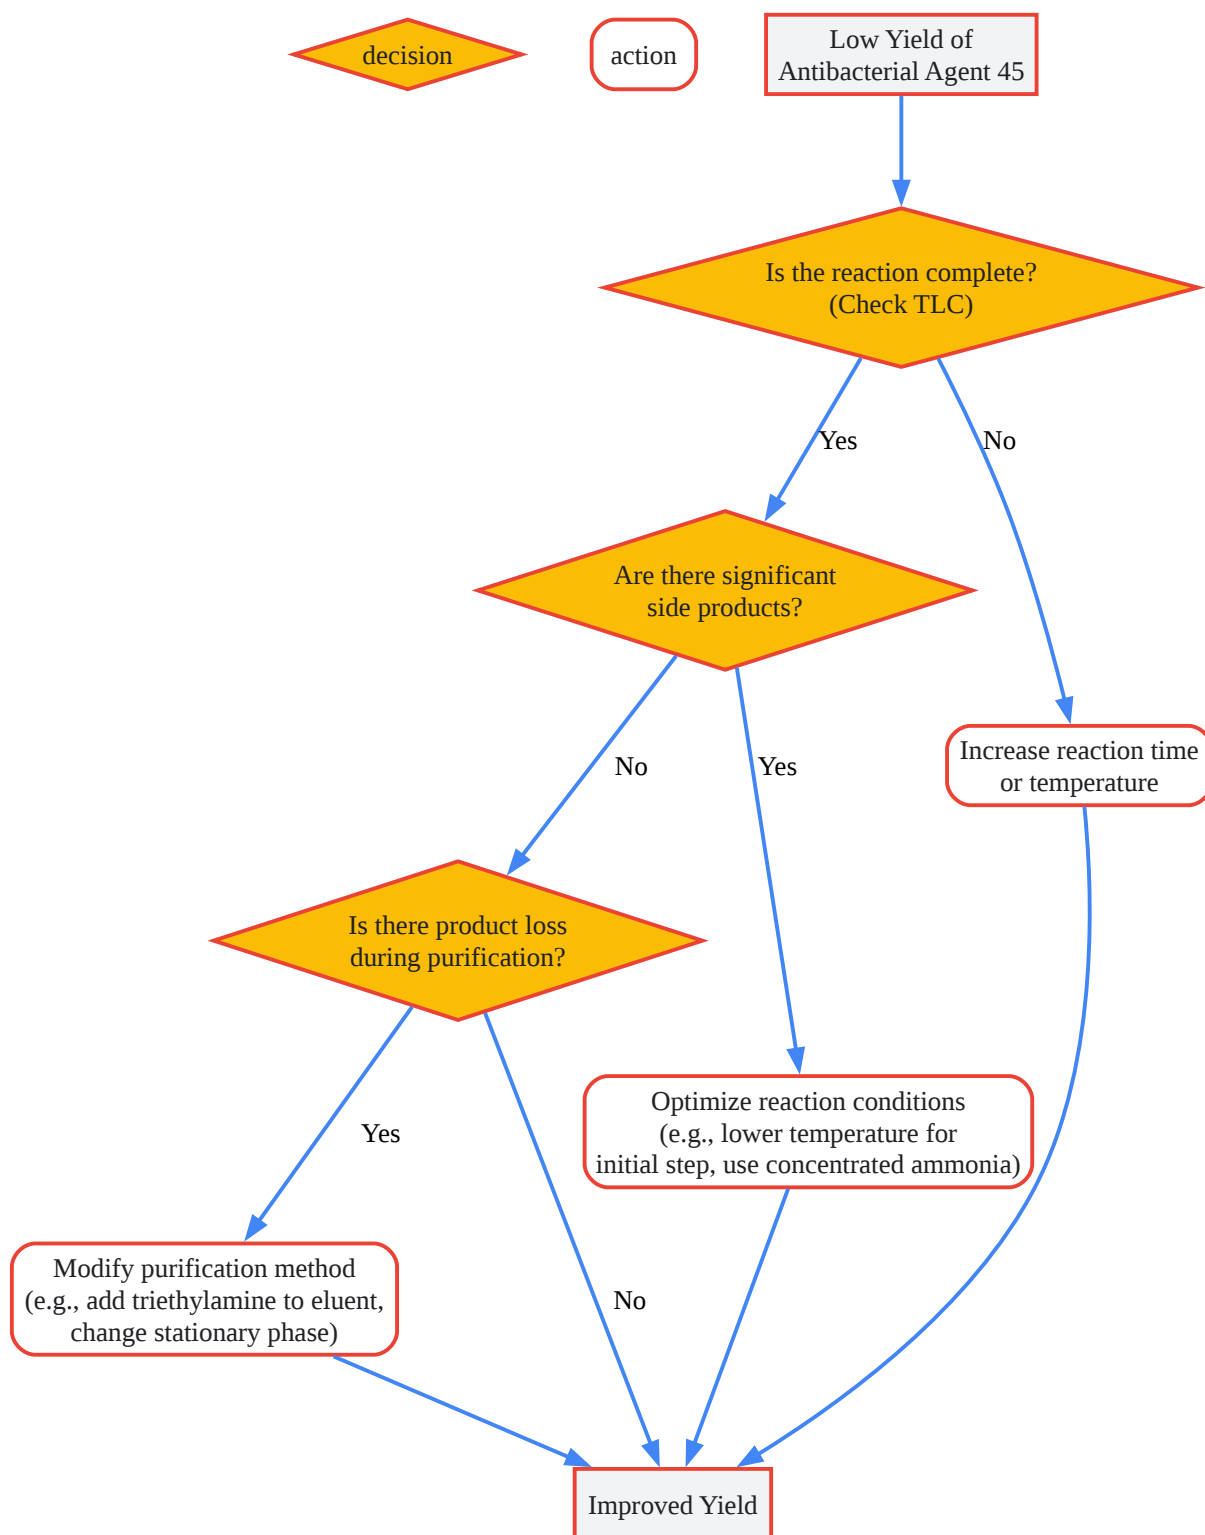 decision
action
Low Yield of
Antibacterial Agent 45
Is the reaction complete?
(Check TLC)
Yes
No
Are there significant
side products?
No
Yes
Increase reaction time
or temperature
Is there product loss
during purification?
Yes
Optimize reaction conditions
(e.g., lower temperature for
initial step, use concentrated ammonia)
Modify purification method
(e.g., add triethylamine to eluent,
change stationary phase)
No
Improved Yield